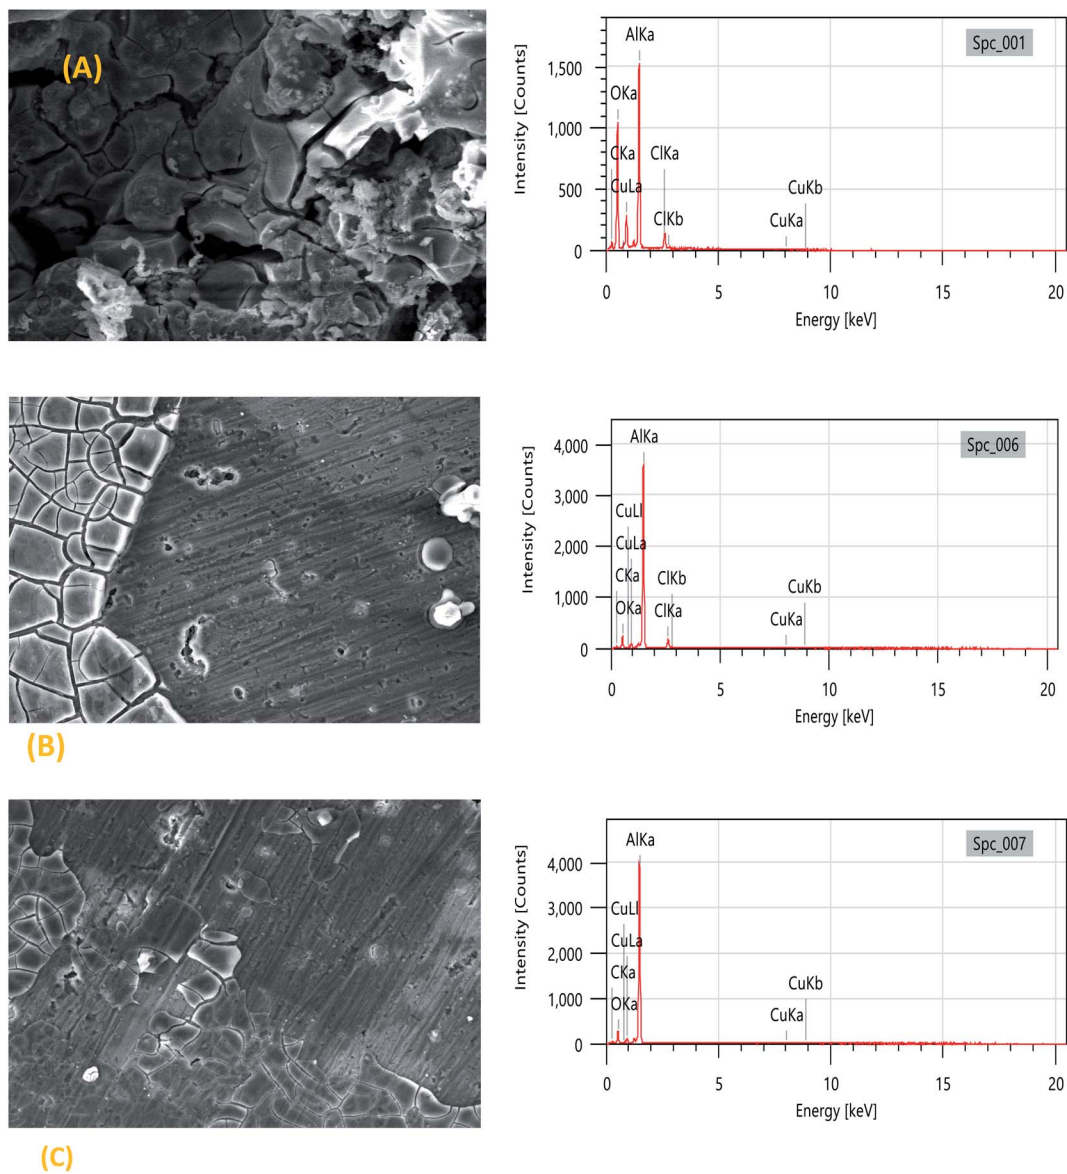 (A)
Spc_001
AlKa
OKa
CKa
CuLa
ClKa
ClKb
CuKa
CuKb
1,500
1,000
500
0
Intensity [Counts]
0 5 10 15 20
Energy [keV]
(B)
Spc_006
AlKa
CuLl
CuLa
CKa
OKa
ClKb
ClKa
CuKb
CuKa
4,000
3,000
2,000
1,000
0
Intensity [Counts]
0 5 10 15 20
Energy [keV]
(C)
Spc_007
AlKa
CuLl
CuLa
CKa
OKa
CuKb
CuKa
4,000
3,000
2,000
1,000
0
Intensity [Counts]
0 5 10 15 20
Energy [keV]